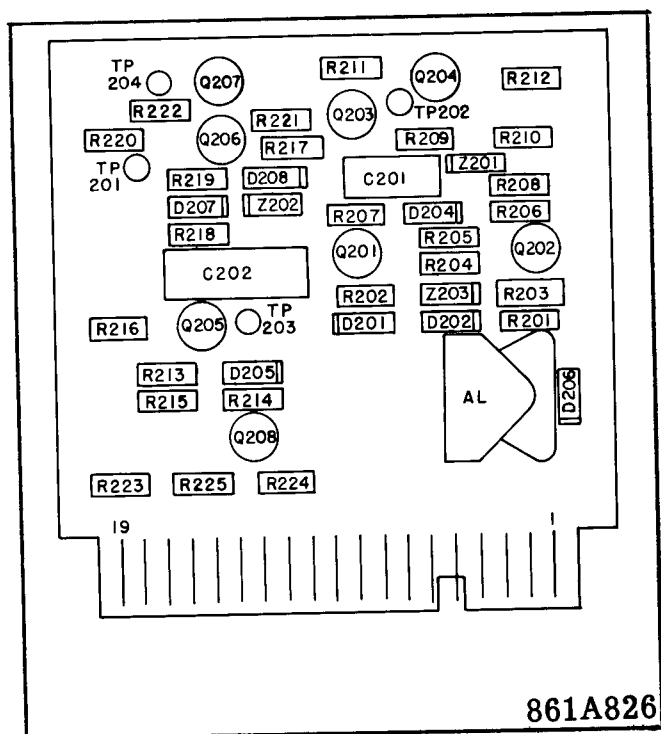 TP
204
Q207
R211
Q204
R212
R222
TP202
R221
Q203
R220
Q206
R217
R209
R210
TP
201
Z201
R219
D208
C201
R208
D207
Z202
R207
D204
R206
R218
Q201
R205
Q202
C202
R204
R202
Z203
R203
R216
Q205
TP
203
D201
D202
R201
R213
D205
D206
R215
R214
AL
Q208
R223
R225
R224
19
1
861A826